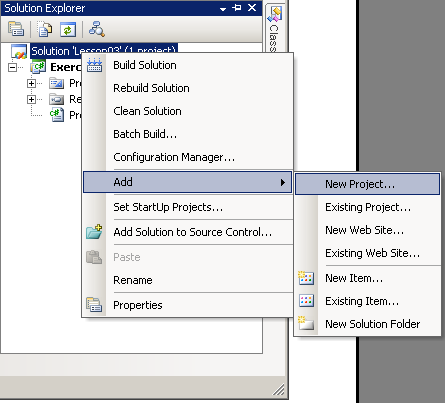 Solution Explorer
Solution 'Lesson03' (1 project)
Exerc
Pro
Re
Pro
Build Solution
Rebuild Solution
Clean Solution
Batch Build...
Configuration Manager...
Add
Set StartUp Projects...
Add Solution to Source Control...
Paste
Rename
Properties
New Project...
Existing Project...
New Web Site...
Existing Web Site...
New Item...
Existing Item...
New Solution Folder
Class